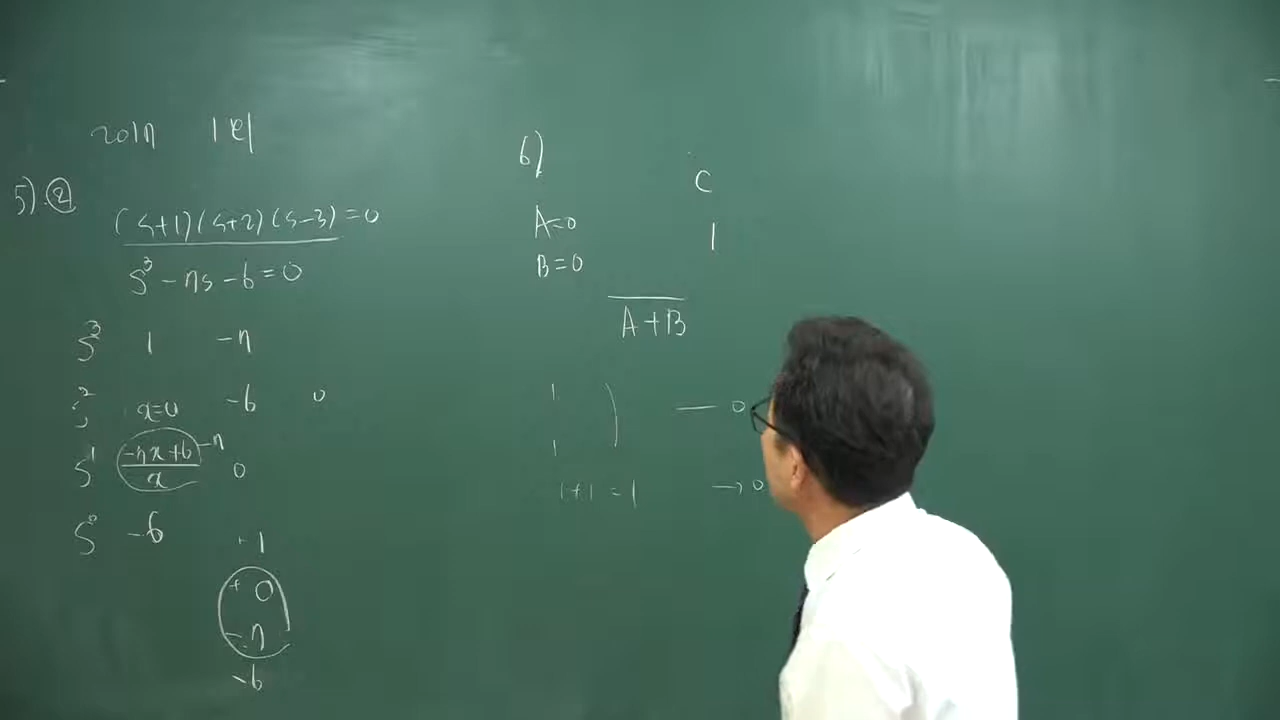 2017 1회
5) ②
(s+1)(s+2)(s-3)=0
s³-7s-6=0
s³ 1 -7
s² x=0 -6 0
s¹ (-7x+6)/x -7 0
s⁰ -6
+1
+0
-7
-6
6)
C
A=0 1
B=0
A̅+̅B̅
1
— 0
1
1+1=1 → 0